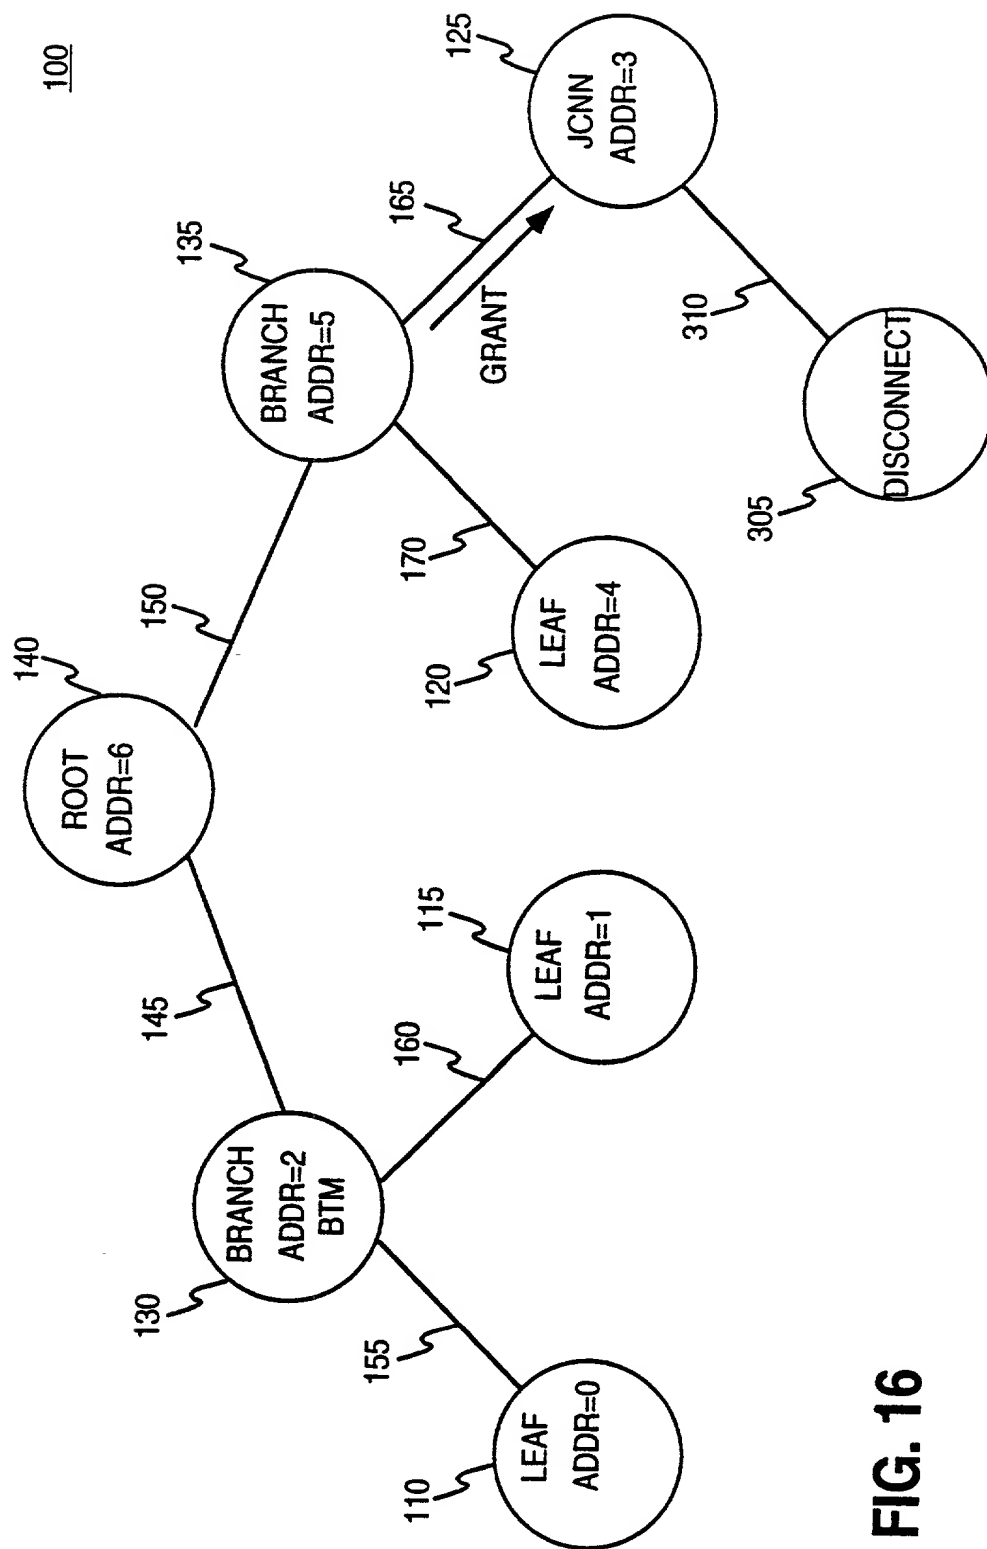 100
140
ROOT
ADDR=6
145
150
130
BRANCH
ADDR=2
BTM
135
BRANCH
ADDR=5
155
160
170
GRANT
165
110
LEAF
ADDR=0
115
LEAF
ADDR=1
120
LEAF
ADDR=4
125
JCNN
ADDR=3
310
305
DISCONNECT
FIG. 16